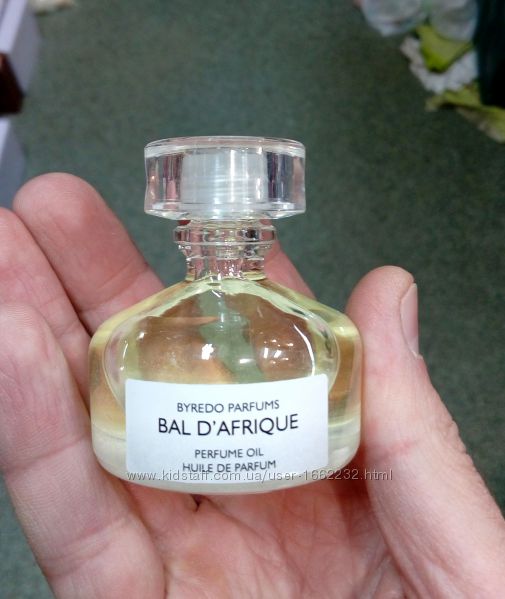 BYREDO PARFUMS
BAL D'AFRIQUE
PERFUME OIL
HUILE DE PARFUM
www.kidstaff.com.ua/user-1662232.html